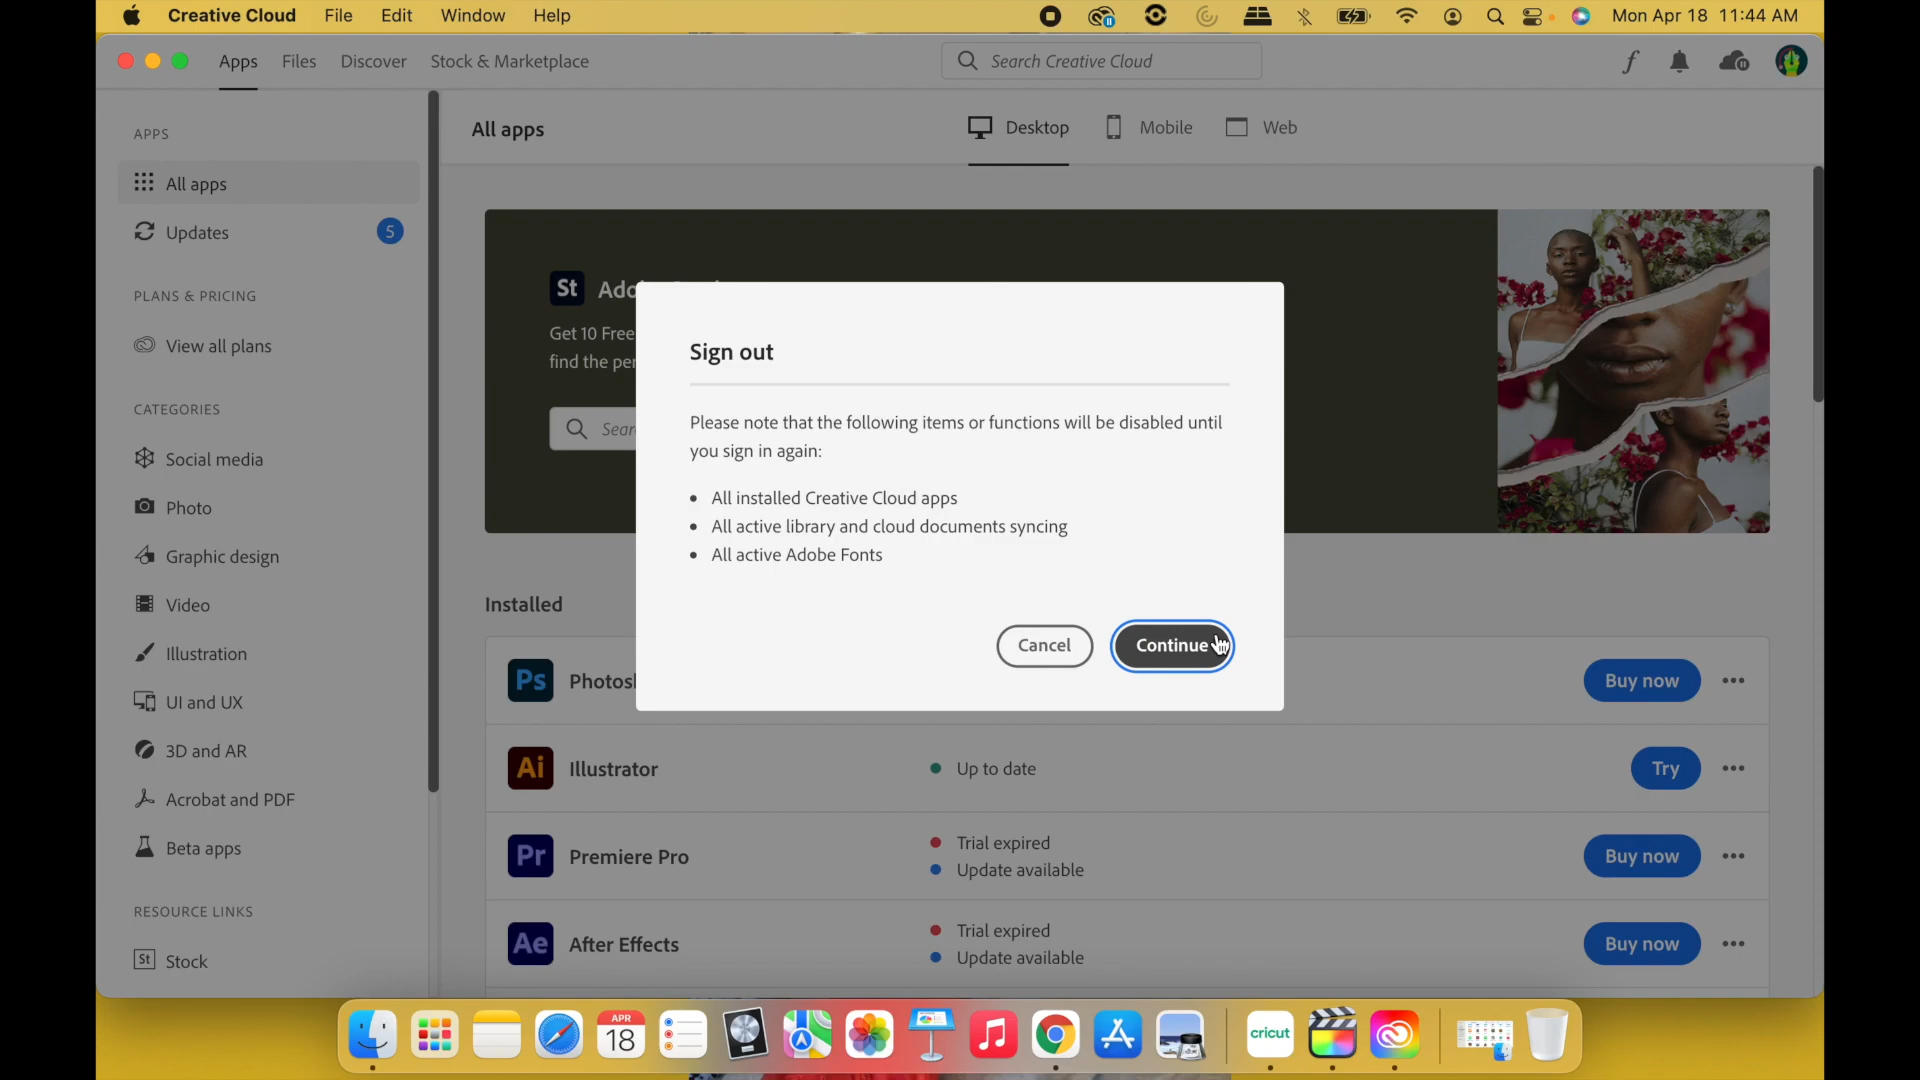 Creative Cloud File Edit Window Help Mon Apr 18 11:44 AM
Apps Files Discover Stock & Marketplace
Search Creative Cloud
APPS
All apps
Updates 5
PLANS & PRICING
View all plans
CATEGORIES
Social media
Photo
Graphic design
Video
Illustration
UI and UX
3D and AR
Acrobat and PDF
Beta apps
RESOURCE LINKS
St Stock
All apps
Desktop Mobile Web
St
Get 10 Free
find the
Sign out
Please note that the following items or functions will be disabled until
you sign in again:
• All installed Creative Cloud apps
• All active library and cloud documents syncing
• All active Adobe Fonts
Cancel Continue
Installed
Ps Buy now
Ai Illustrator Up to date Try
Pr Premiere Pro Trial expired
Update available
Buy now
Ae After Effects Trial expired
Update available
Buy now
APR
18
cricut